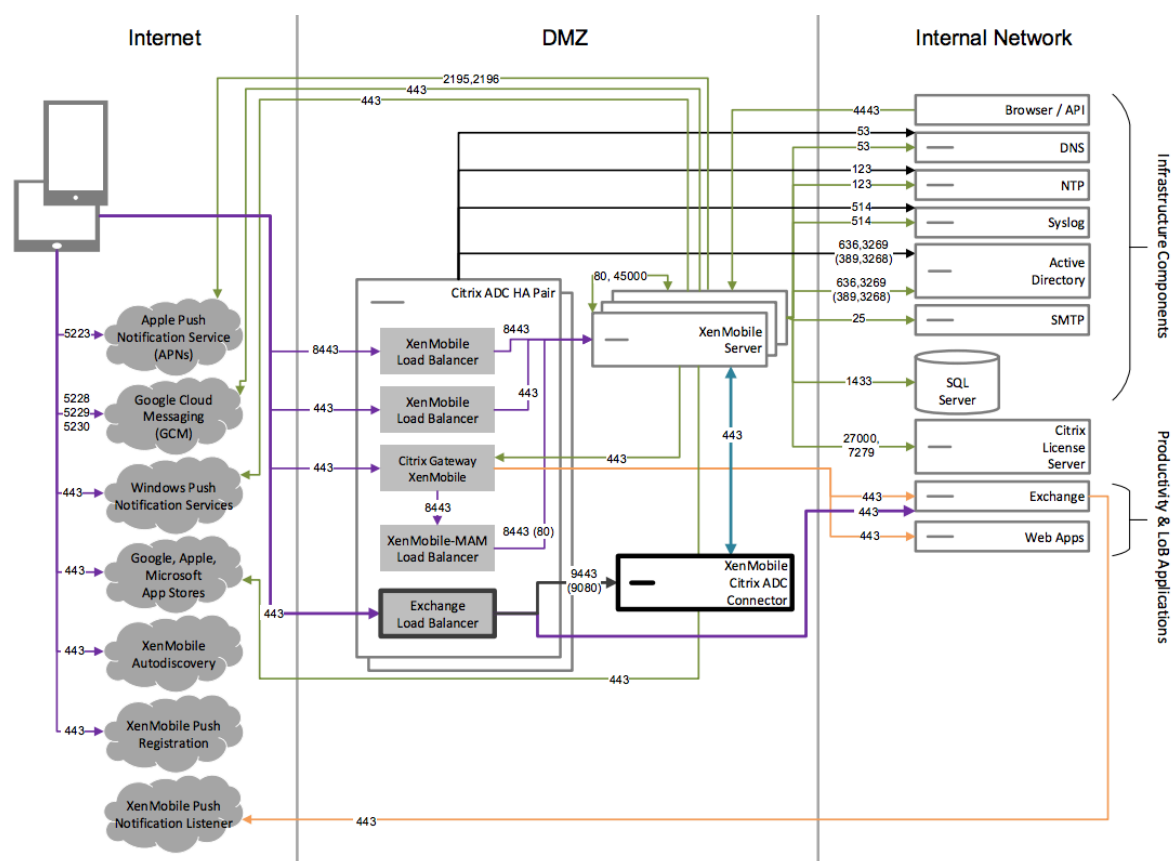 Internet
DMZ
Internal Network
2195,2196
443
443
4443
Browser / API
53
53
DNS
123
123
NTP
514
514
Syslog
636,3269
(389,3268)
636,3269
(389,3268)
Active
Directory
25
SMTP
1433
SQL
Server
27000,
7279
Citrix
License
Server
443
Exchange
443
443
Web Apps
Infrastructure Components
Productivity & LoB Applications
80, 45000
Citrix ADC HA Pair
XenMobile
Server
8443
XenMobile
Load Balancer
8443
443
XenMobile
Load Balancer
443
443
Citrix Gateway
XenMobile
443
8443
XenMobile-MAM
Load Balancer
8443 (80)
443
443
Exchange
Load Balancer
9443
(9080)
XenMobile
Citrix ADC
Connector
443
5223
Apple Push
Notification Service
(APNs)
5228
5229
5230
Google Cloud
Messaging
(GCM)
443
Windows Push
Notification Services
443
Google, Apple,
Microsoft
App Stores
443
XenMobile
Autodiscovery
443
XenMobile Push
Registration
XenMobile Push
Notification Listener
443